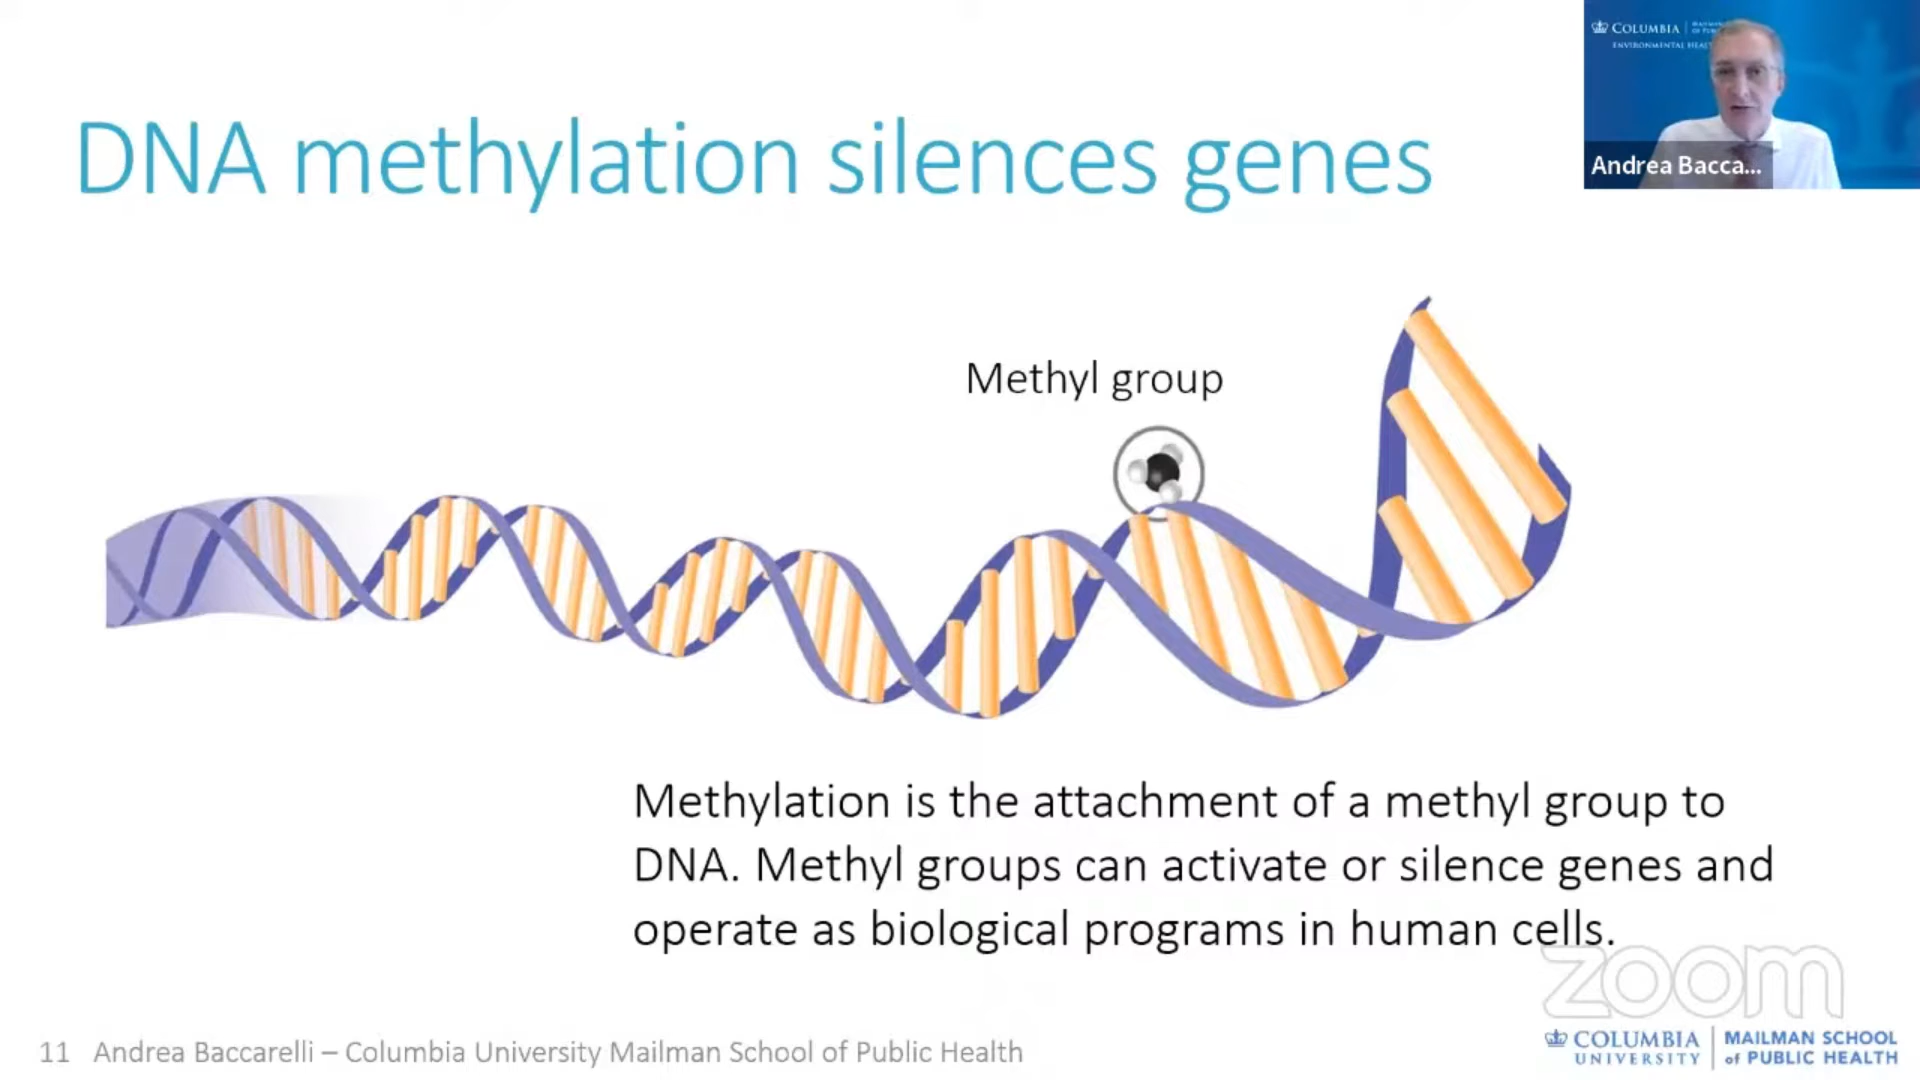 COLUMBIA
ENVIRONMENTAL
DNA methylation silences genes
Andrea Bacca...
Methyl group
Methylation is the attachment of a methyl group to
DNA. Methyl groups can activate or silence genes and
operate as biological programs in human cells.
zoom
11 Andrea Baccarelli – Columbia University Mailman School of Public Health
COLUMBIA
UNIVERSITY
MAILMAN SCHOOL
of PUBLIC HEALTH